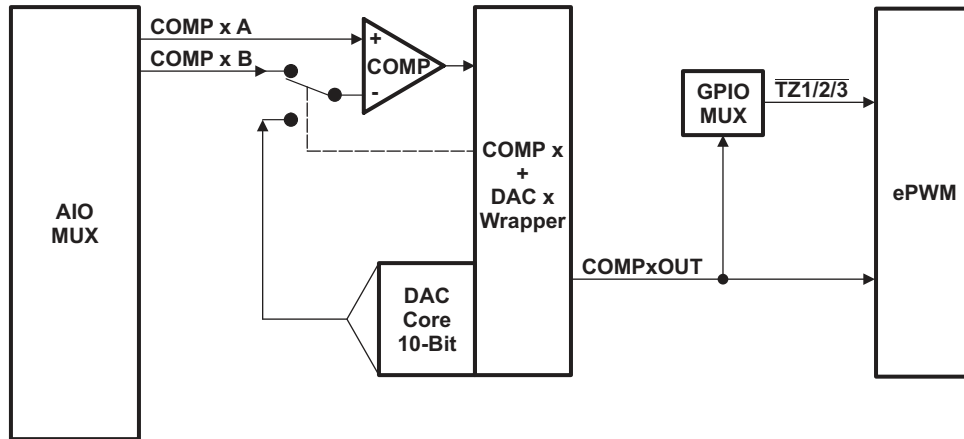 COMP x A
COMP x B
+
COMP
-
AIO
MUX
COMP x
+
DAC x
Wrapper
DAC
Core
10-Bit
COMPxOUT
GPIO
MUX
TZ1/2/3
ePWM